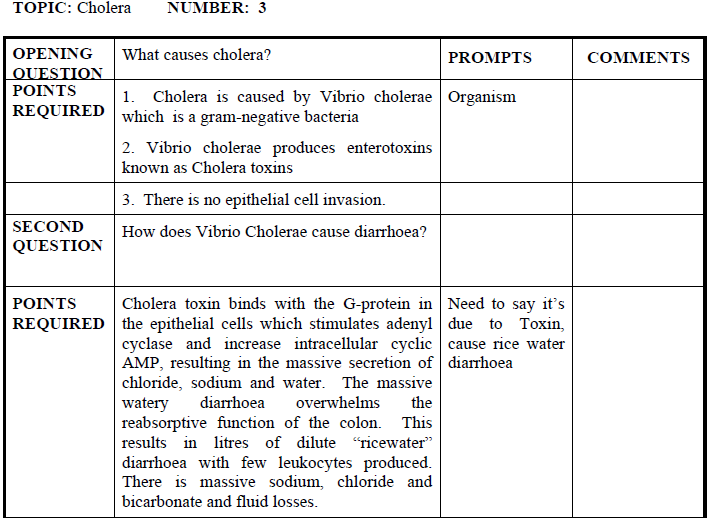 TOPIC: Cholera NUMBER: 3
OPENING QUESTION
What causes cholera?
PROMPTS
COMMENTS
POINTS REQUIRED
1. Cholera is caused by Vibrio cholerae
which is a gram-negative bacteria
2. Vibrio cholerae produces enterotoxins
known as Cholera toxins
Organism
3. There is no epithelial cell invasion.
SECOND QUESTION
How does Vibrio Cholerae cause diarrhoea?
POINTS REQUIRED
Cholera toxin binds with the G-protein in
the epithelial cells which stimulates adenyl
cyclase and increase intracellular cyclic
AMP, resulting in the massive secretion of
chloride, sodium and water. The massive
watery diarrhoea overwhelms the
reabsorptive function of the colon. This
results in litres of dilute “ricewater”
diarrhoea with few leukocytes produced.
There is massive sodium, chloride and
bicarbonate and fluid losses.
Need to say it’s
due to Toxin,
cause rice water
diarrhoea